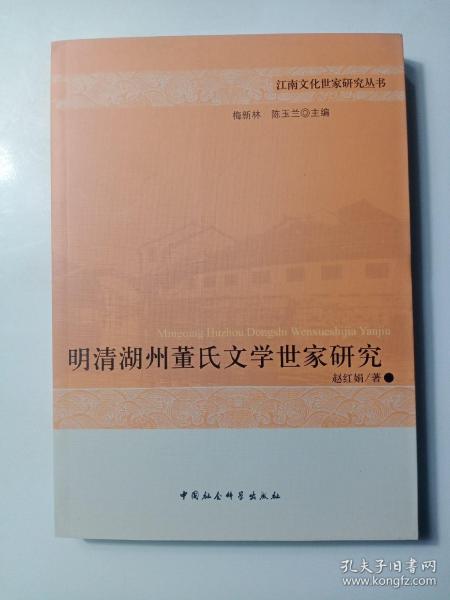 江南文化世家研究丛书
梅新林 陈玉兰◎主编
Mingqing Huzhou Dongshi Wenxueshijia Yanjiu
明清湖州董氏文学世家研究
赵红娟/著●
中国社会科学出版社
孔夫子旧书网
www.kongfz.com